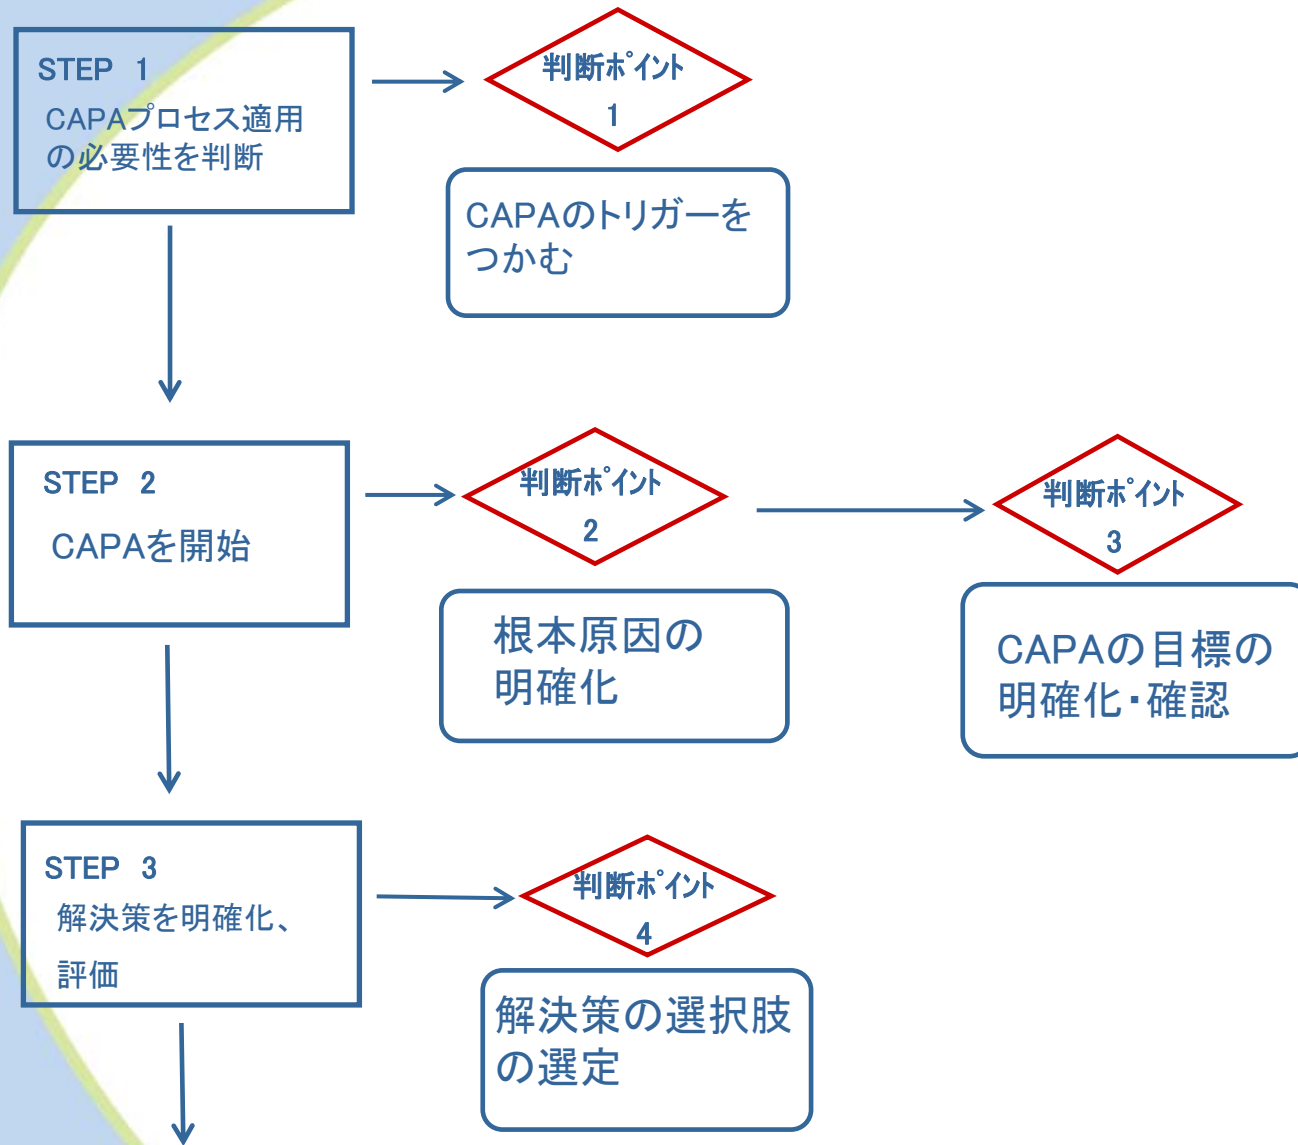 STEP 1
CAPAプロセス適用
の必要性を判断
判断ﾎﾟｲﾝﾄ
1
CAPAのトリガーを
つかむ
STEP 2
CAPAを開始
判断ﾎﾟｲﾝﾄ
2
根本原因の
明確化
判断ﾎﾟｲﾝﾄ
3
CAPAの目標の
明確化・確認
STEP 3
解決策を明確化、
評価
判断ﾎﾟｲﾝﾄ
4
解決策の選択肢
の選定